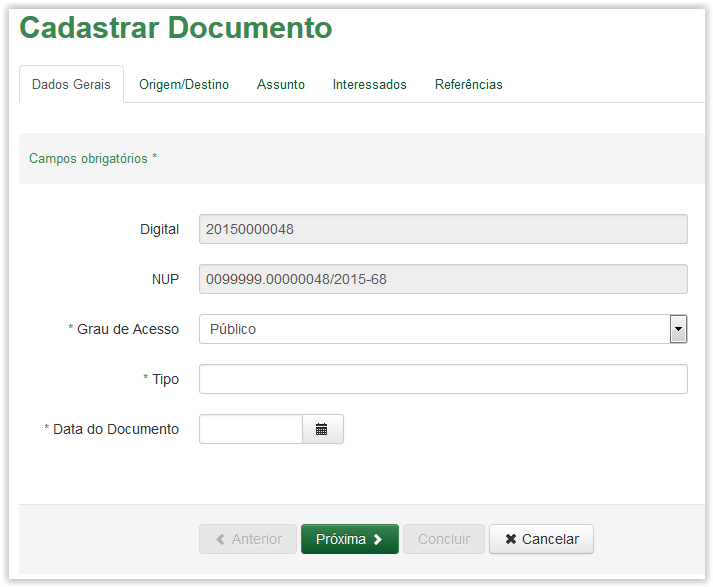 Cadastrar Documento
Dados Gerais Origem/Destino Assunto Interessados Referências
Campos obrigatórios *
Digital 20150000048
NUP 0099999.00000048/2015-68
* Grau de Acesso Público
* Tipo
* Data do Documento
Anterior Próxima Concluir Cancelar